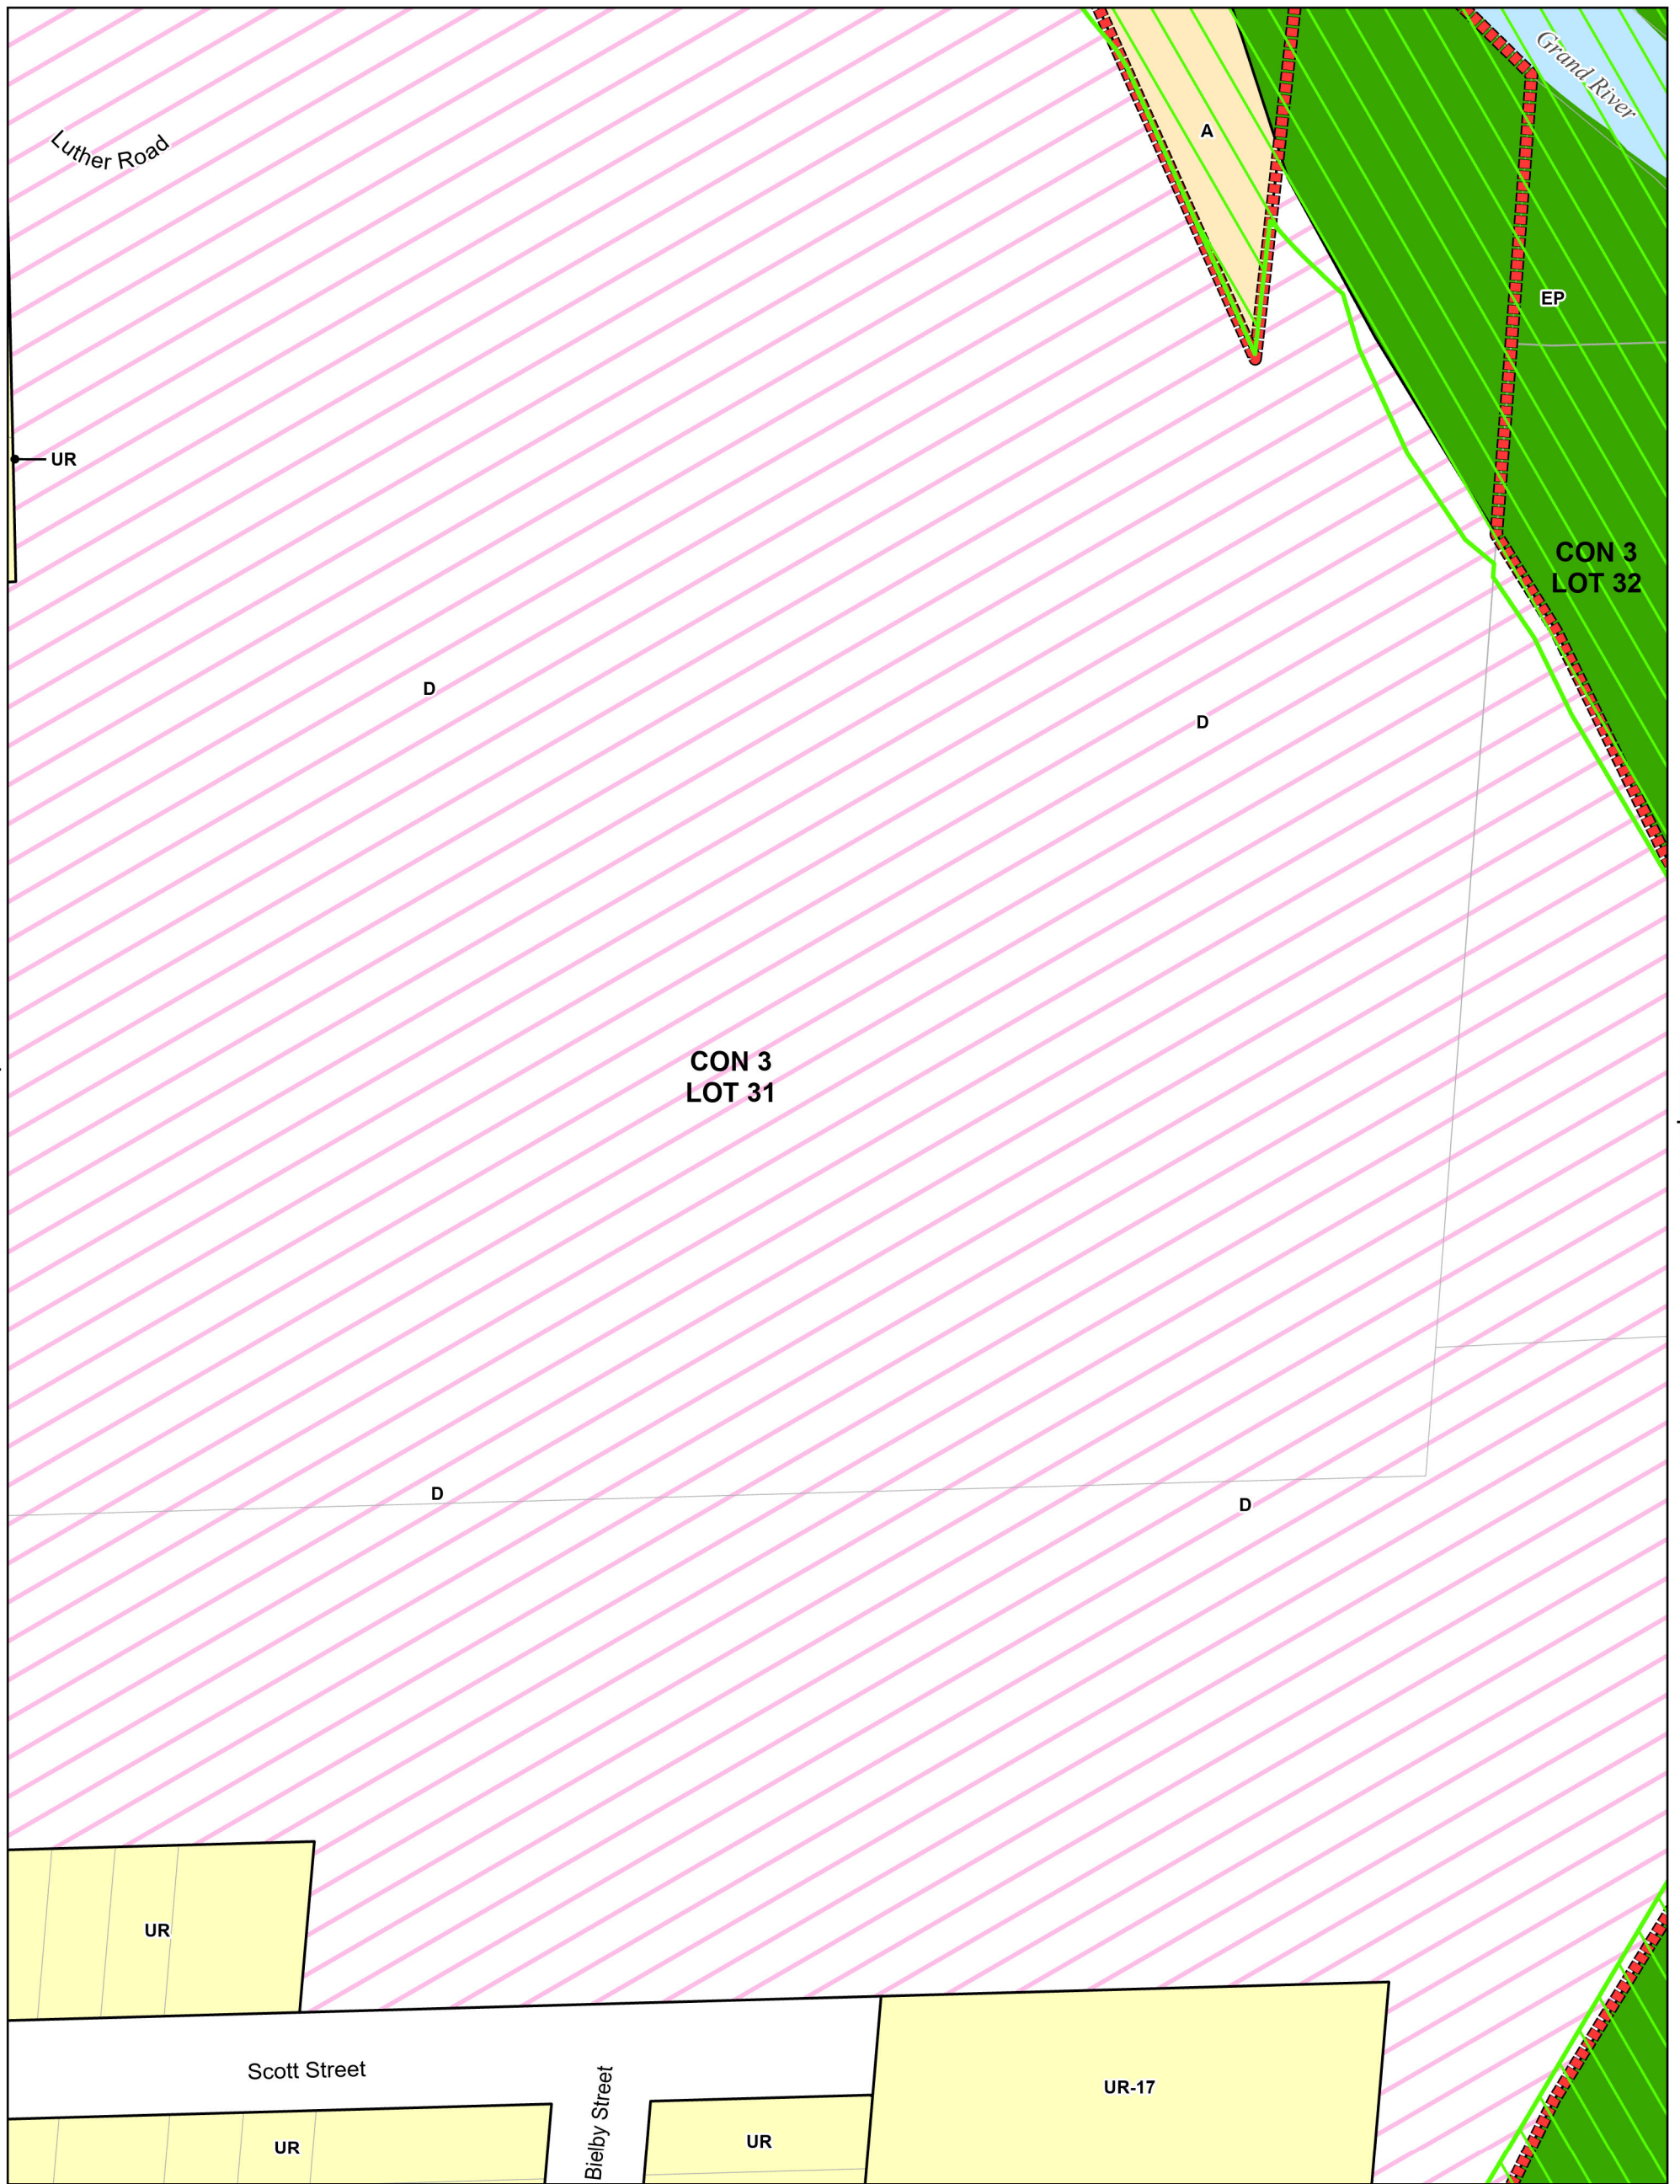 Grand River
A
Luther Road
EP
UR
CON 3
LOT 32
D
D
CON 3
LOT 31
D
D
UR
Scott Street
UR-17
Bielby Street
UR
UR